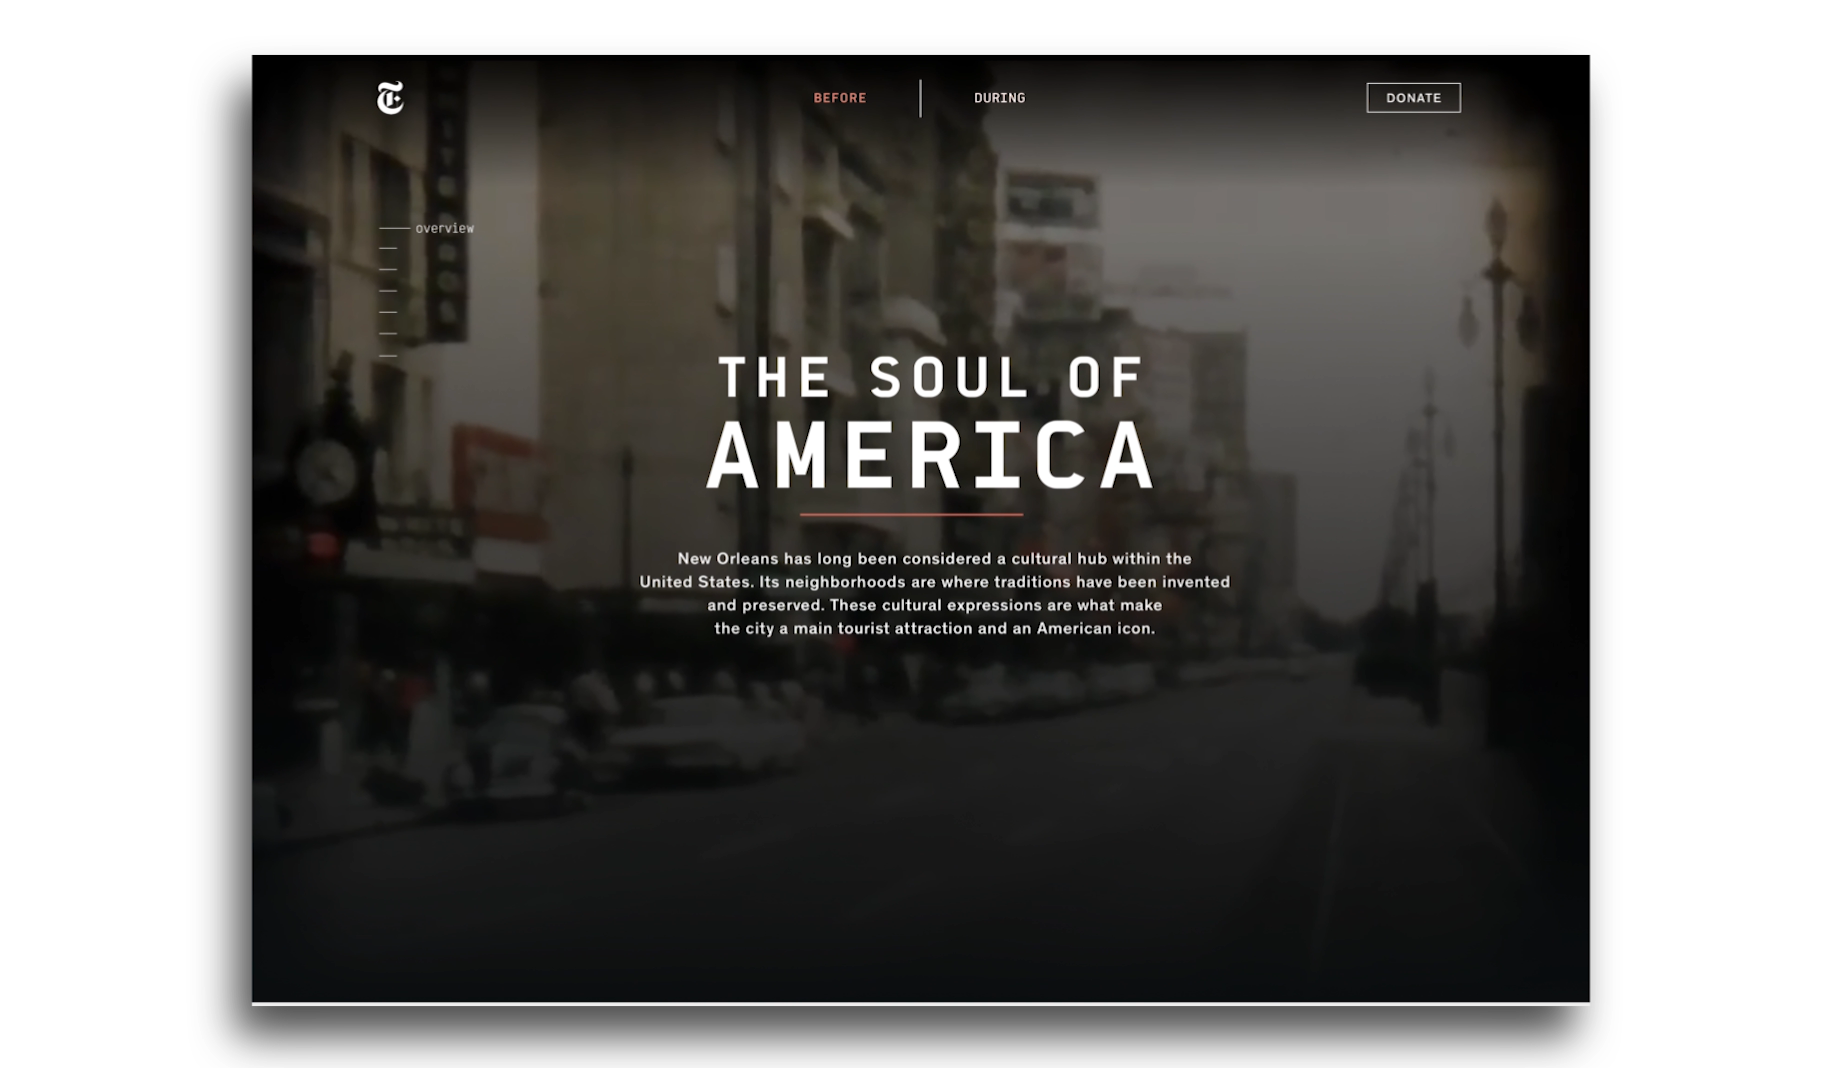 T
BEFORE
DURING
DONATE
overview
THE SOUL OF
AMERICA
New Orleans has long been considered a cultural hub within the
United States. Its neighborhoods are where traditions have been invented
and preserved. These cultural expressions are what make
the city a main tourist attraction and an American icon.